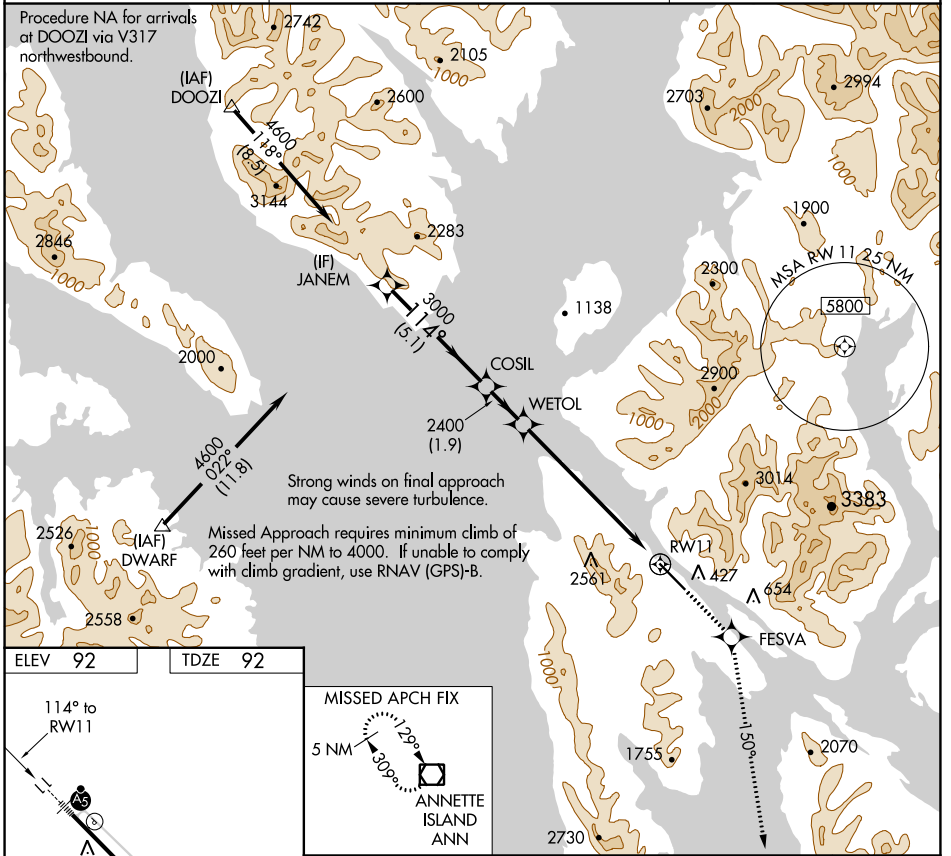 Procedure NA for arrivals
at DOOZI via V317
northwestbound.
2742
2105
1000
(IAF)
DOOZI
2600
4600
118°
(8.5)
3144
2703
2000
2994
1000
1900
2846
1000
2283
(IF)
JANEM
3000
114°
(5.1)
1138
2300
MSA RW 11 25 NM
5800
2000
COSIL
WETOL
2400
(1.9)
2900
1000
2000
4600
022°
(11.8)
Strong winds on final approach
may cause severe turbulence.
3014
3383
2526
1000
(IAF)
DWARF
Missed Approach requires minimum climb of
260 feet per NM to 4000. If unable to comply
with climb gradient, use RNAV (GPS)-B.
2561
RW11
427
654
2558
FESVA
ELEV 92
TDZE 92
114° to
RW11
A5
P
MISSED APCH FIX
5 NM
129°
309°
ANNETTE
ISLAND
ANN
1000
1755
150°
2070
2730